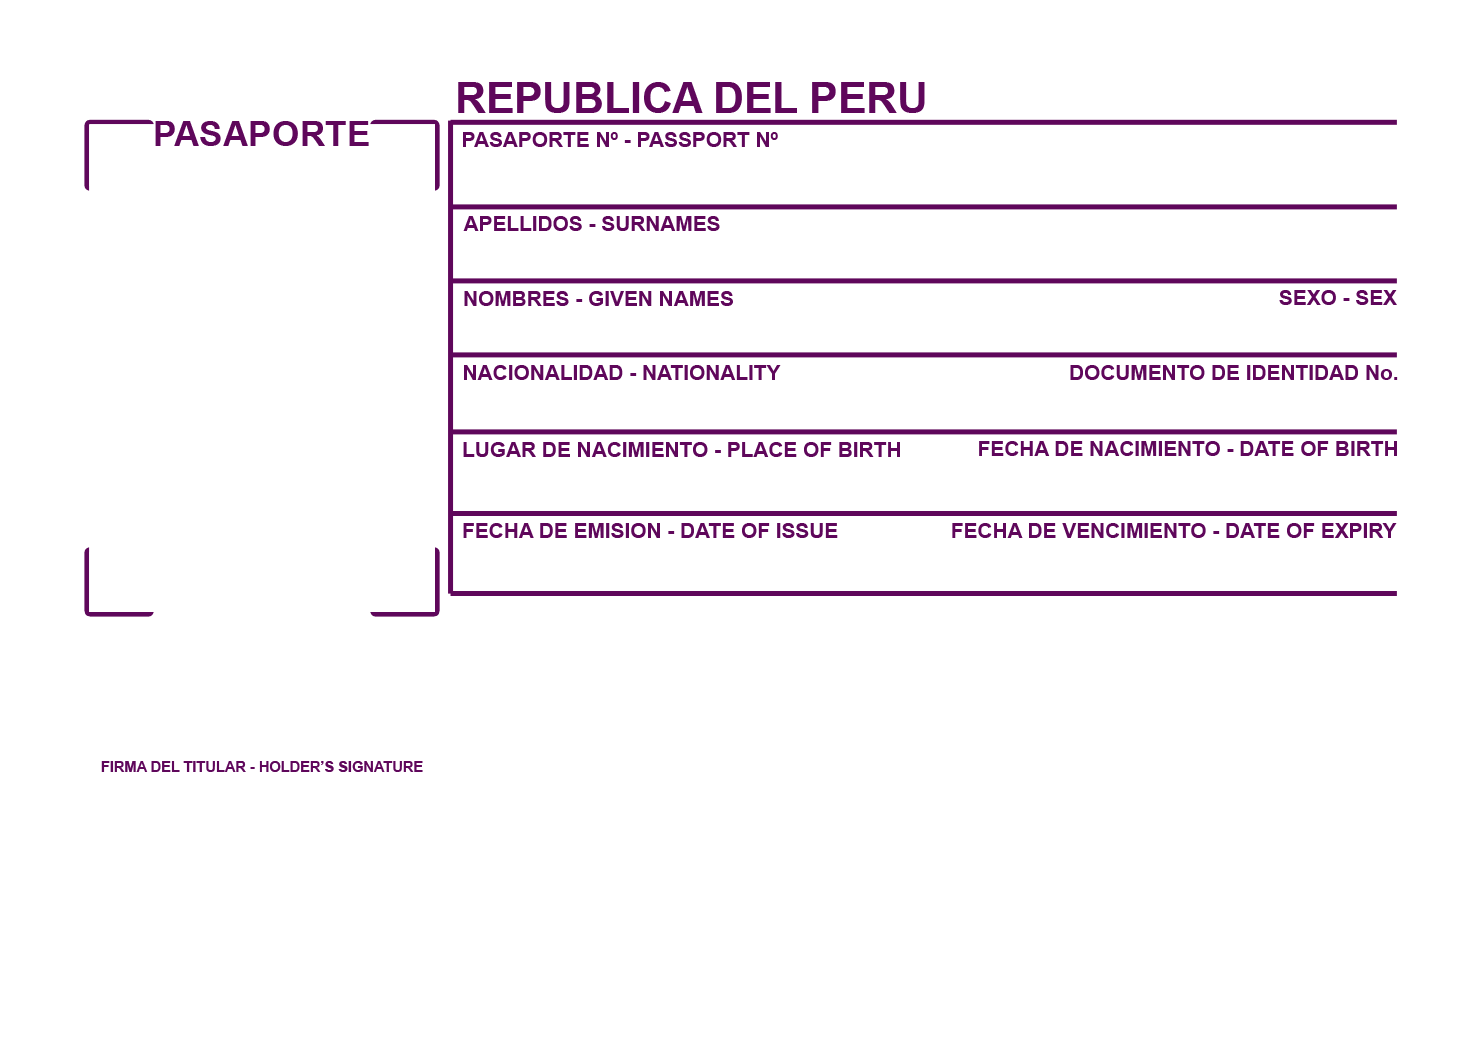 REPUBLICA DEL PERU
PASAPORTE
PASAPORTE Nº - PASSPORT Nº
APELLIDOS - SURNAMES
NOMBRES - GIVEN NAMES SEXO - SEX
NACIONALIDAD - NATIONALITY DOCUMENTO DE IDENTIDAD No.
LUGAR DE NACIMIENTO - PLACE OF BIRTH FECHA DE NACIMIENTO - DATE OF BIRTH
FECHA DE EMISION - DATE OF ISSUE FECHA DE VENCIMIENTO - DATE OF EXPIRY
FIRMA DEL TITULAR - HOLDER’S SIGNATURE